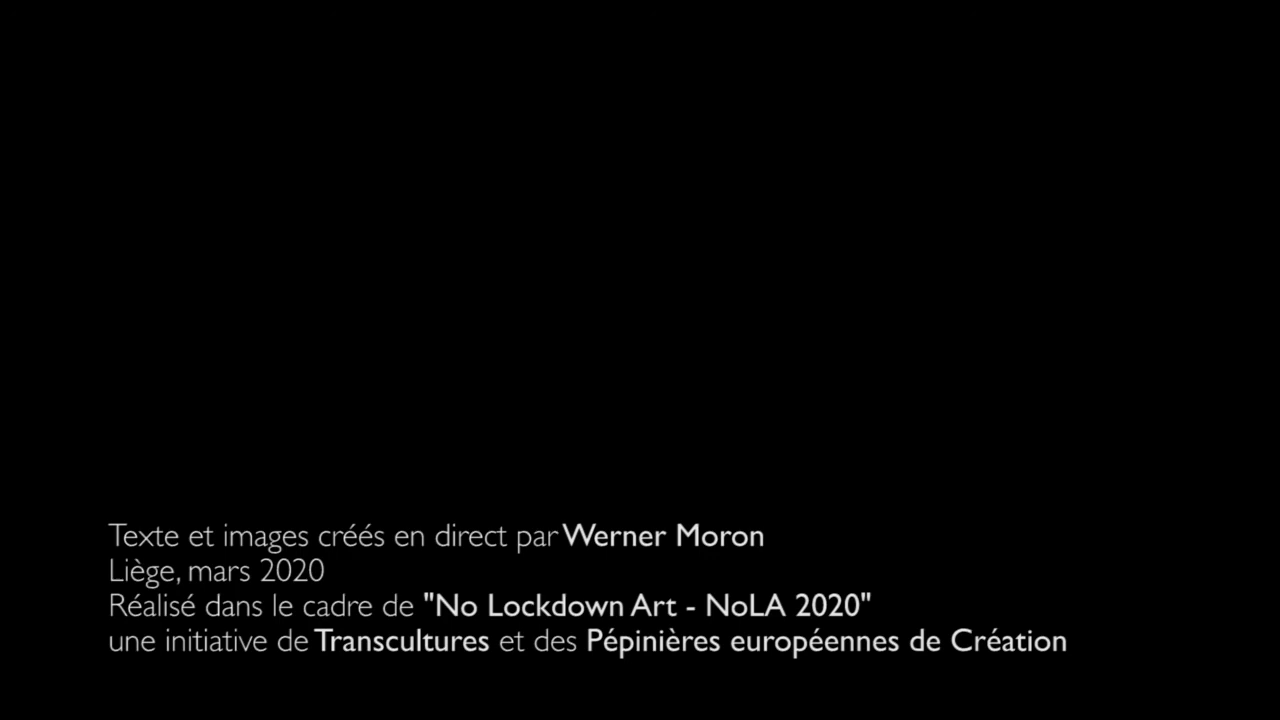 Texte et images créés en direct par Werner Moron
Liège, mars 2020
Réalisé dans le cadre de "No Lockdown Art - NoLA 2020"
une initiative de Transcultures et des Pépinières européennes de Création